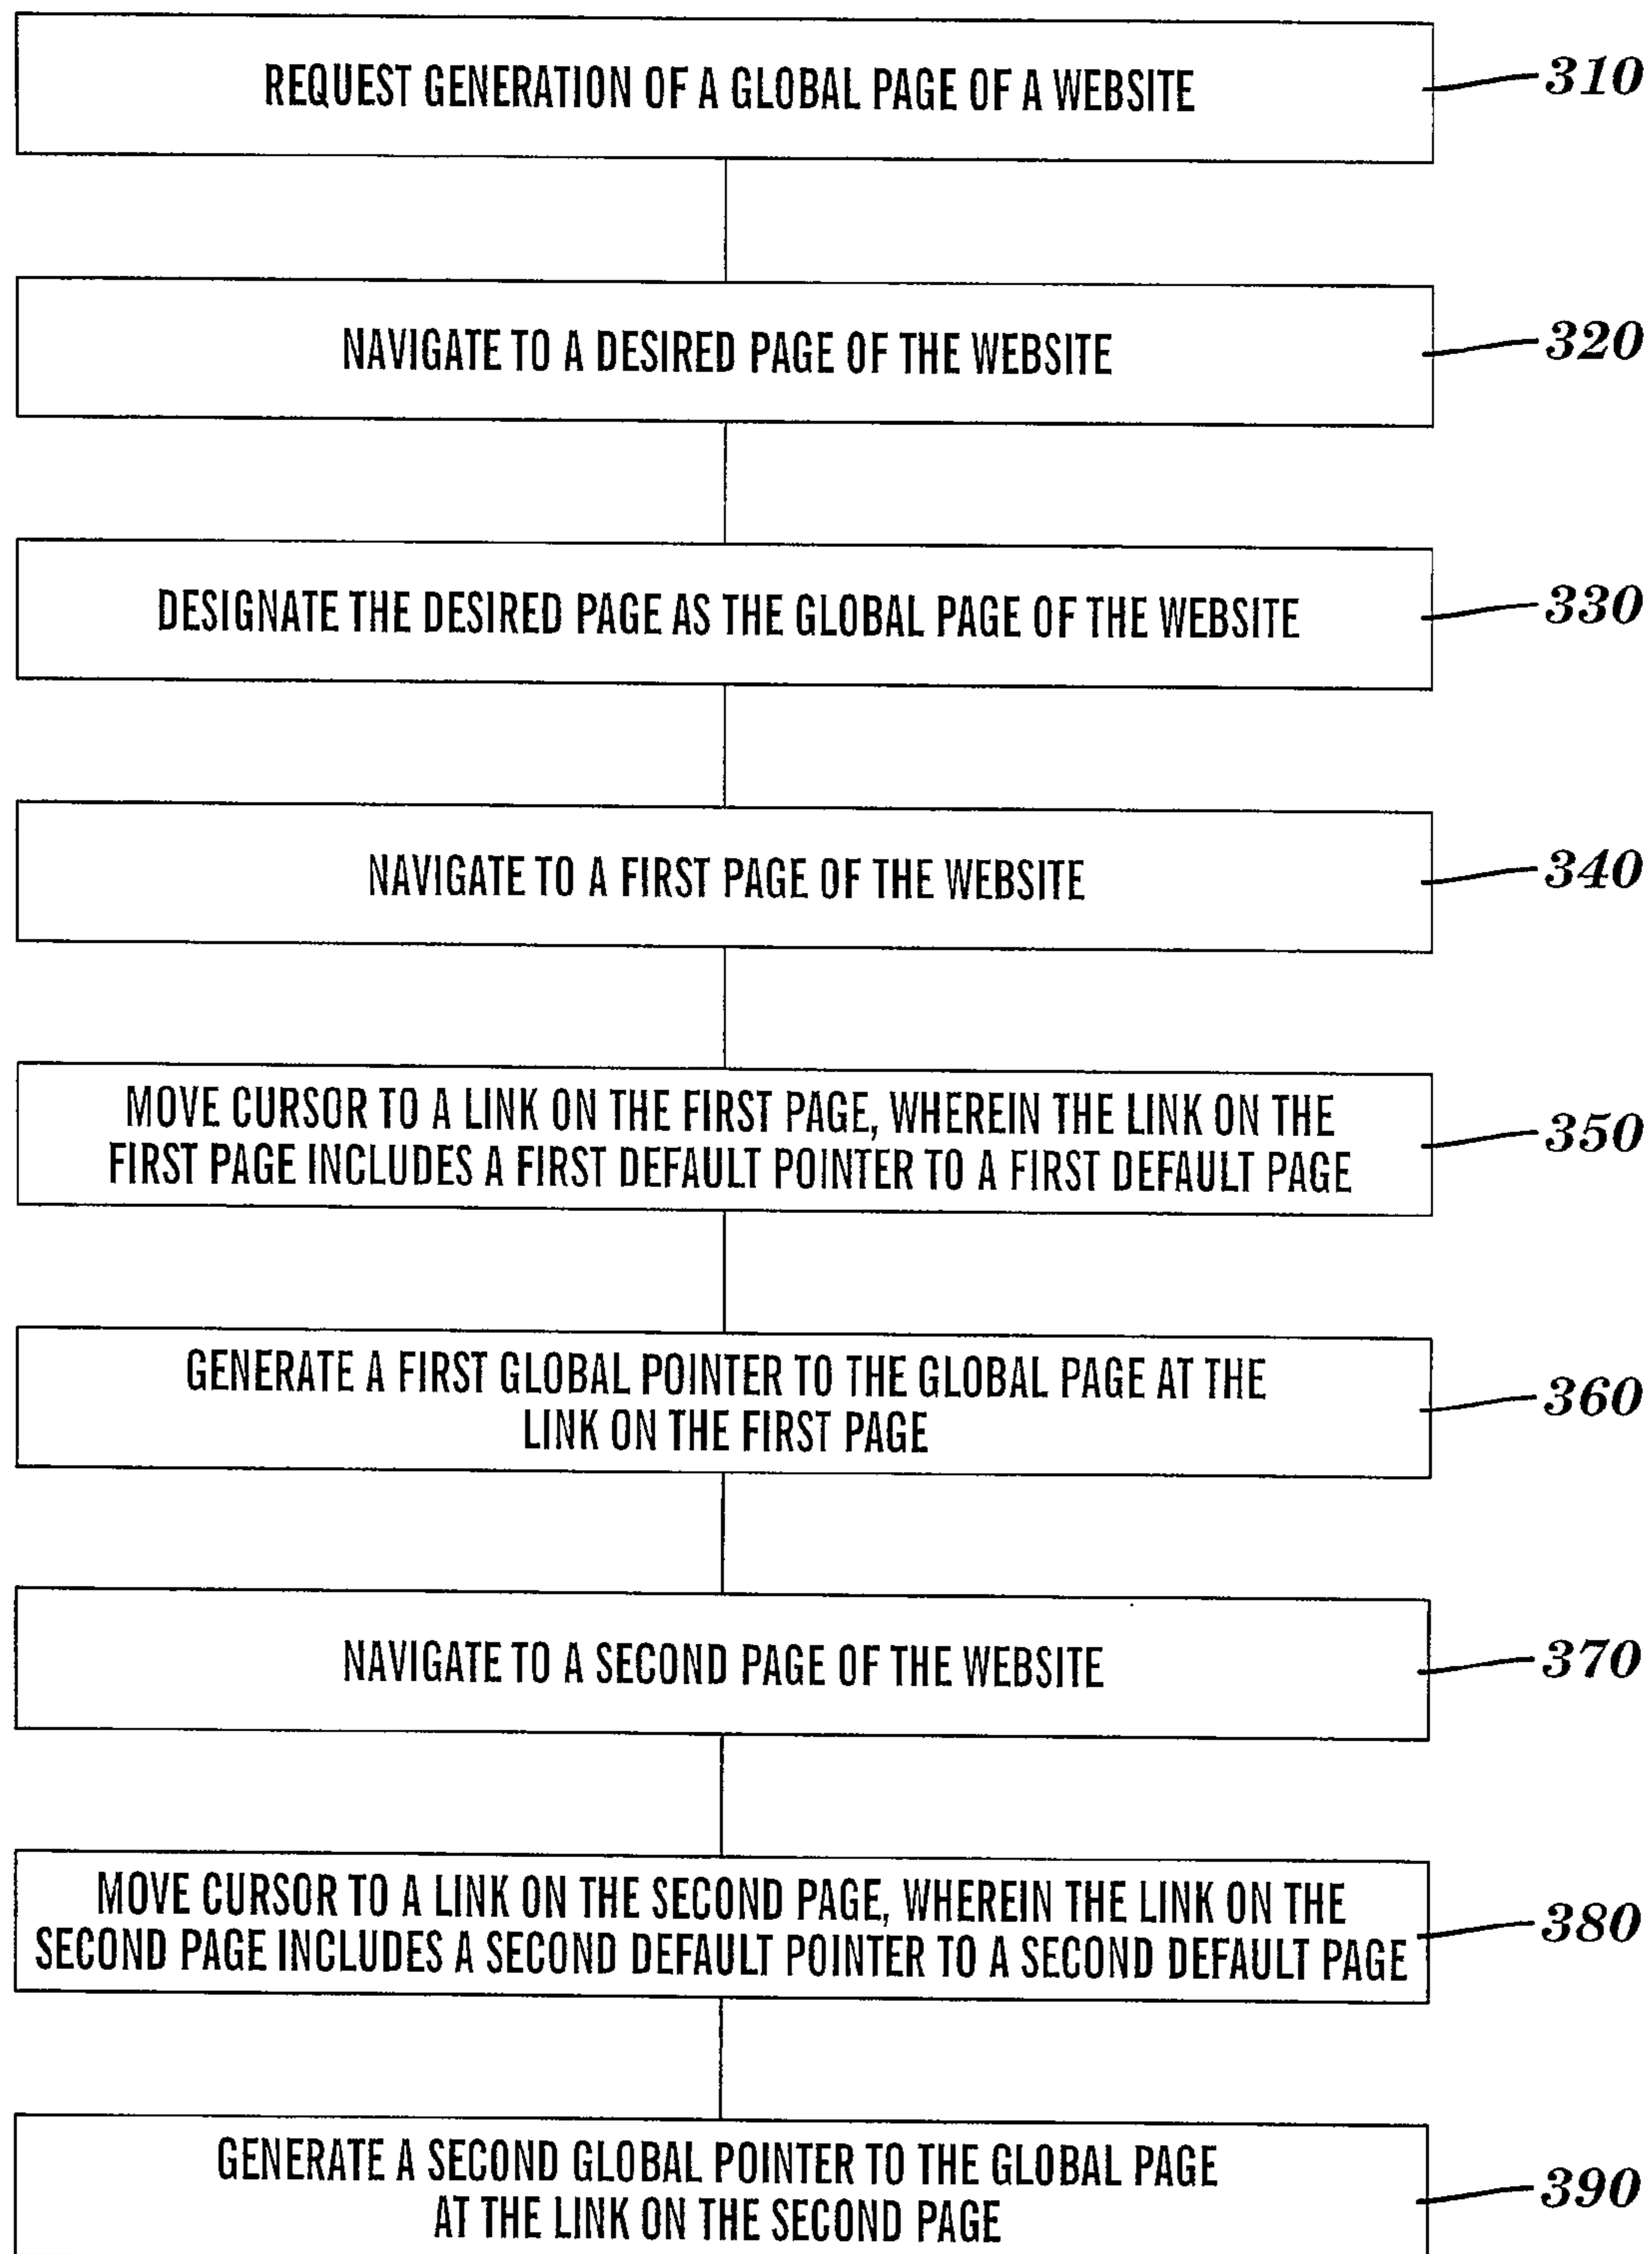 REQUEST GENERATION OF A GLOBAL PAGE OF A WEBSITE
310
NAVIGATE TO A DESIRED PAGE OF THE WEBSITE
320
DESIGNATE THE DESIRED PAGE AS THE GLOBAL PAGE OF THE WEBSITE
330
NAVIGATE TO A FIRST PAGE OF THE WEBSITE
340
MOVE CURSOR TO A LINK ON THE FIRST PAGE, WHEREIN THE LINK ON THE
FIRST PAGE INCLUDES A FIRST DEFAULT POINTER TO A FIRST DEFAULT PAGE
350
GENERATE A FIRST GLOBAL POINTER TO THE GLOBAL PAGE AT THE
LINK ON THE FIRST PAGE
360
NAVIGATE TO A SECOND PAGE OF THE WEBSITE
370
MOVE CURSOR TO A LINK ON THE SECOND PAGE, WHEREIN THE LINK ON THE
SECOND PAGE INCLUDES A SECOND DEFAULT POINTER TO A SECOND DEFAULT PAGE
380
GENERATE A SECOND GLOBAL POINTER TO THE GLOBAL PAGE
AT THE LINK ON THE SECOND PAGE
390